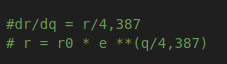 #dr/dq = r/4,387
# r = r0 * e **(q/4,387)